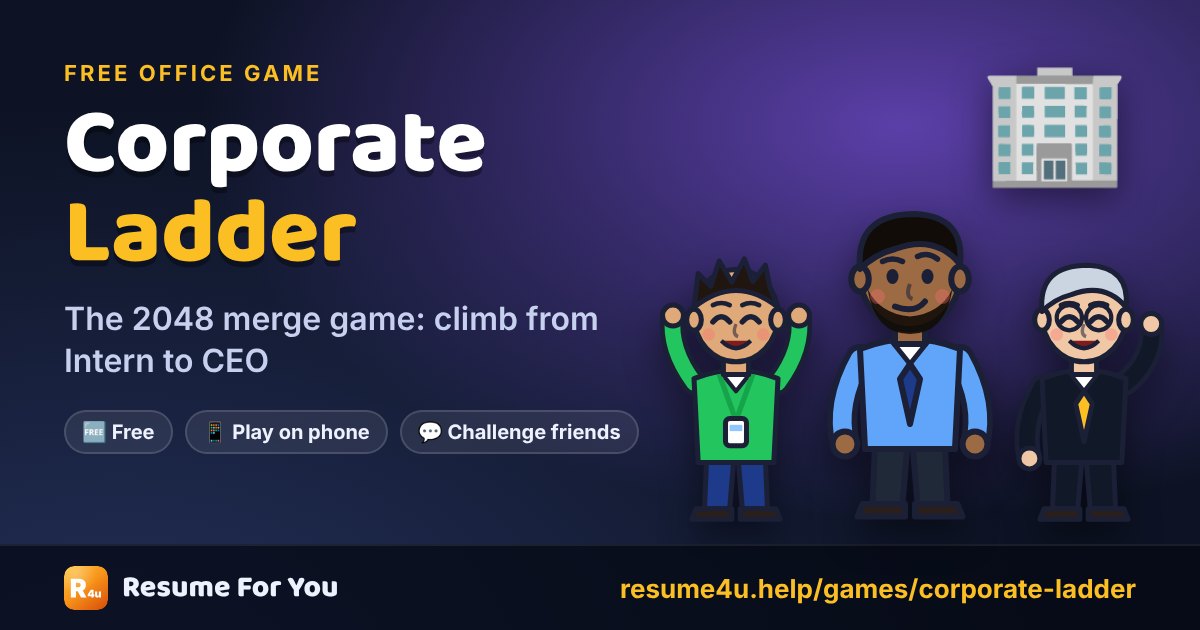 FREE OFFICE GAME
Corporate
Ladder
The 2048 merge game: climb from
Intern to CEO
FREE Free
Play on phone
Challenge friends
R4u Resume For You
resume4u.help/games/corporate-ladder